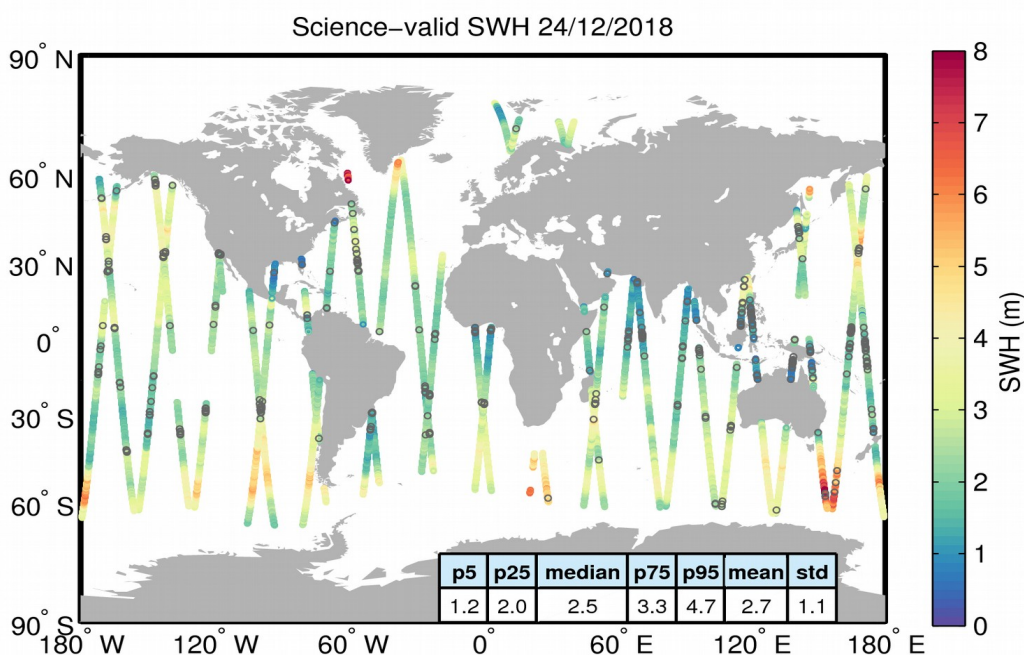 Science−valid SWH 24/12/2018
90° N
60° N
30° N
0°
30° S
60° S
90° S
180° W
120° W
60° W
0°
60° E
120° E
180° E
p5 p25 median p75 p95 mean std
1.2 2.0 2.5 3.3 4.7 2.7 1.1
8
7
6
5
4
3
2
1
0
SWH (m)